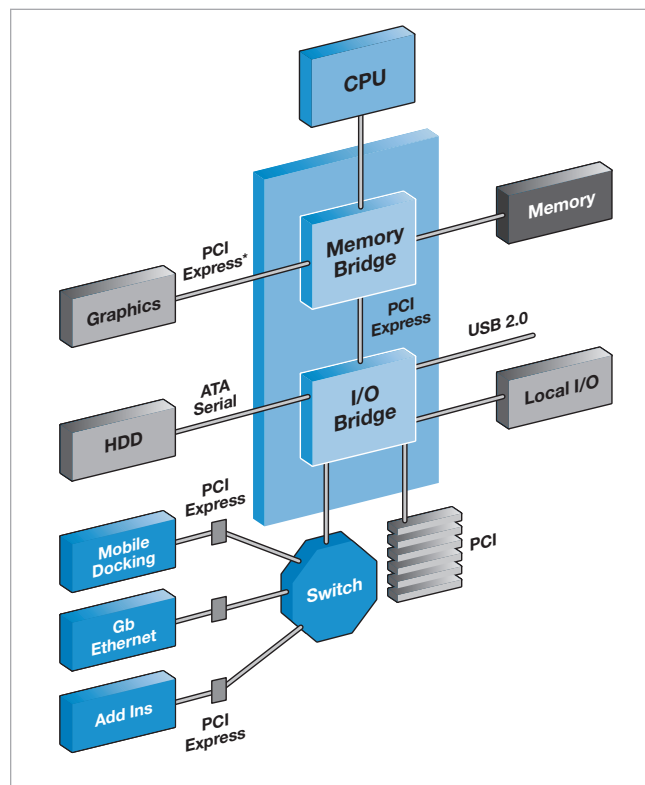 CPU
Memory
Memory
Bridge
PCI
Express*
Graphics
PCI
Express
USB 2.0
ATA
Serial
I/O
Bridge
Local I/O
HDD
PCI
Express
Mobile
Docking
PCI
Switch
Gb
Ethernet
Add Ins
PCI
Express